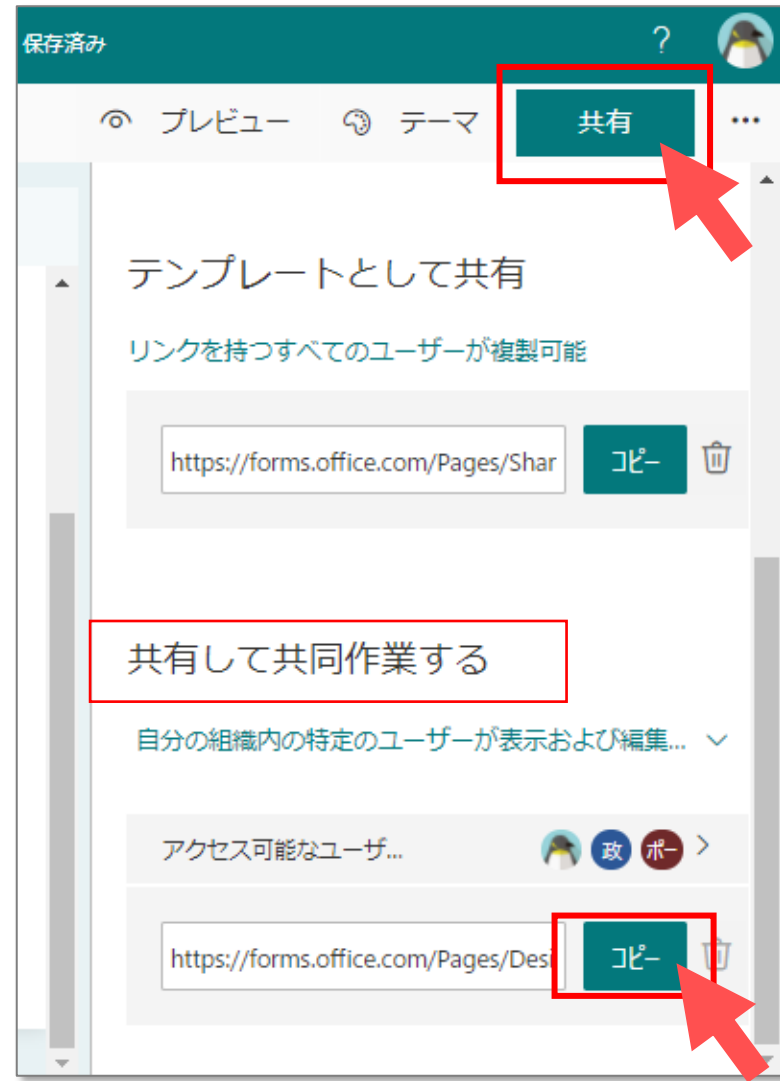 保存済み
?
プレビュー テーマ 共有 ...
テンプレートとして共有
リンクを持つすべてのユーザーが複製可能
https://forms.office.com/Pages/Shar コピー
共有して共同作業する
自分の組織内の特定のユーザーが表示および編集...
アクセス可能なユーザ... 政 ポー
https://forms.office.com/Pages/Desi コピー